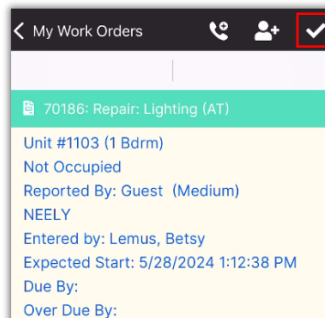 My Work Orders
70186: Repair: Lighting (AT)
Unit #1103 (1 Bdrm)
Not Occupied
Reported By: Guest  (Medium)
NEELY
Entered by: Lemus, Betsy
Expected Start: 5/28/2024 1:12:38 PM
Due By:
Over Due By: